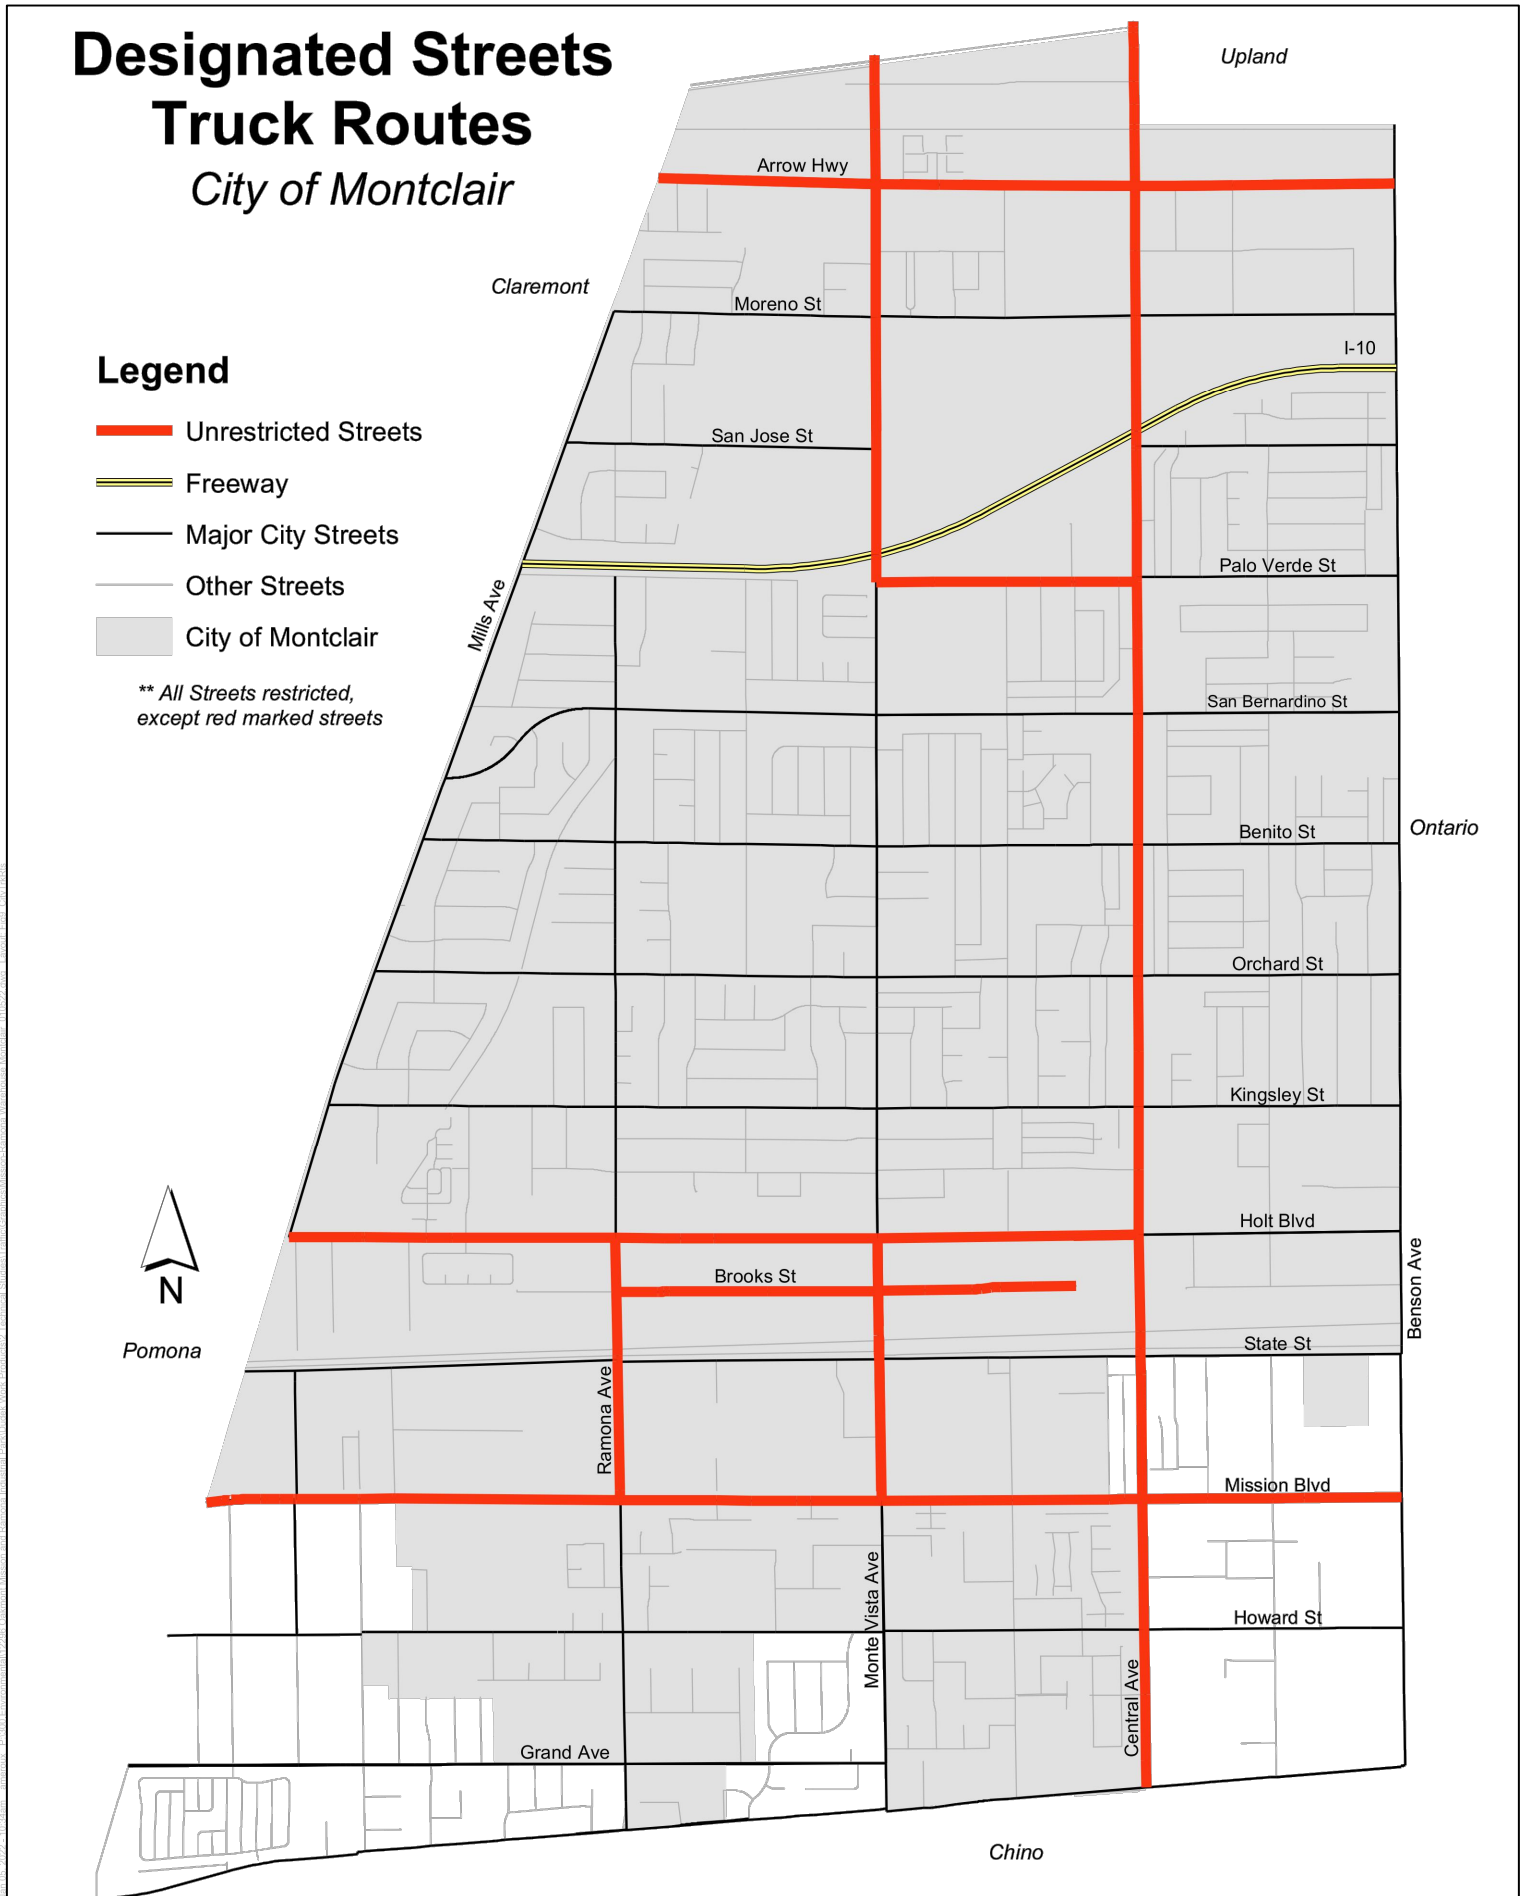 Designated Streets
Truck Routes
City of Montclair
Upland
Arrow Hwy
Claremont
Moreno St
I-10
Legend
Unrestricted Streets
Freeway
Major City Streets
Other Streets
City of Montclair
** All Streets restricted,
except red marked streets
San Jose St
Palo Verde St
Mills Ave
San Bernardino St
Benito St
Ontario
Orchard St
Kingsley St
Holt Blvd
N
Brooks St
Benson Ave
Pomona
State St
Ramona Ave
Mission Blvd
Monte Vista Ave
Howard St
Central Ave
Grand Ave
Chino